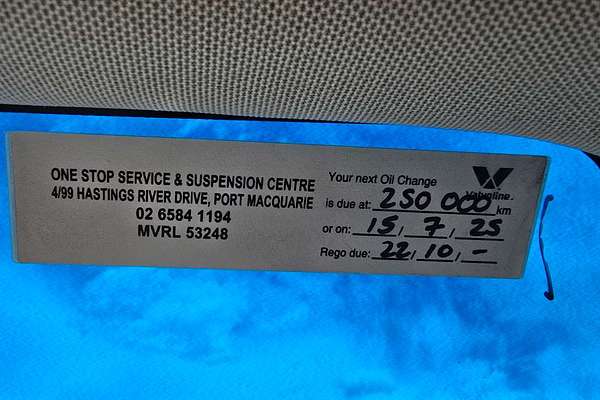 ONE STOP SERVICE & SUSPENSION CENTRE
4/99 HASTINGS RIVER DRIVE, PORT MACQUARIE
02 6584 1194
MVRL 53248
Your next Oil Change
Valvoline
is due at: 250 000 km
or on: 15, 7, 25
Rego due: 22, 10, -